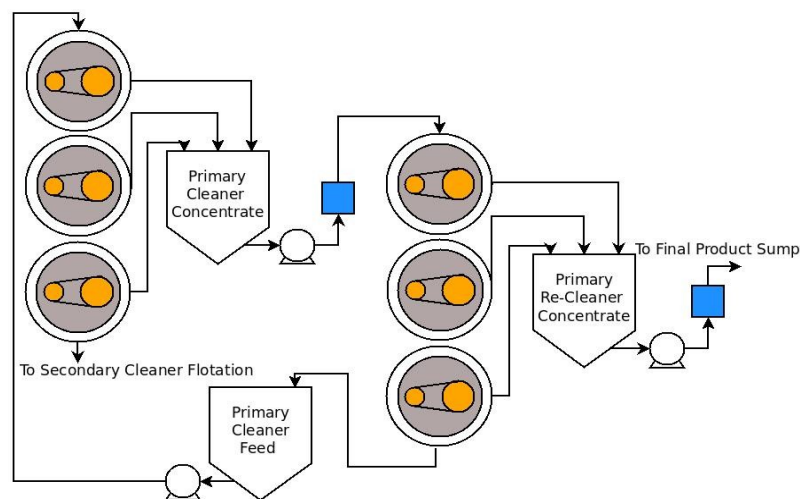 Primary
Cleaner
Concentrate
To Final Product Sump
Primary
Re-Cleaner
Concentrate
To Secondary Cleaner Flotation
Primary
Cleaner
Feed